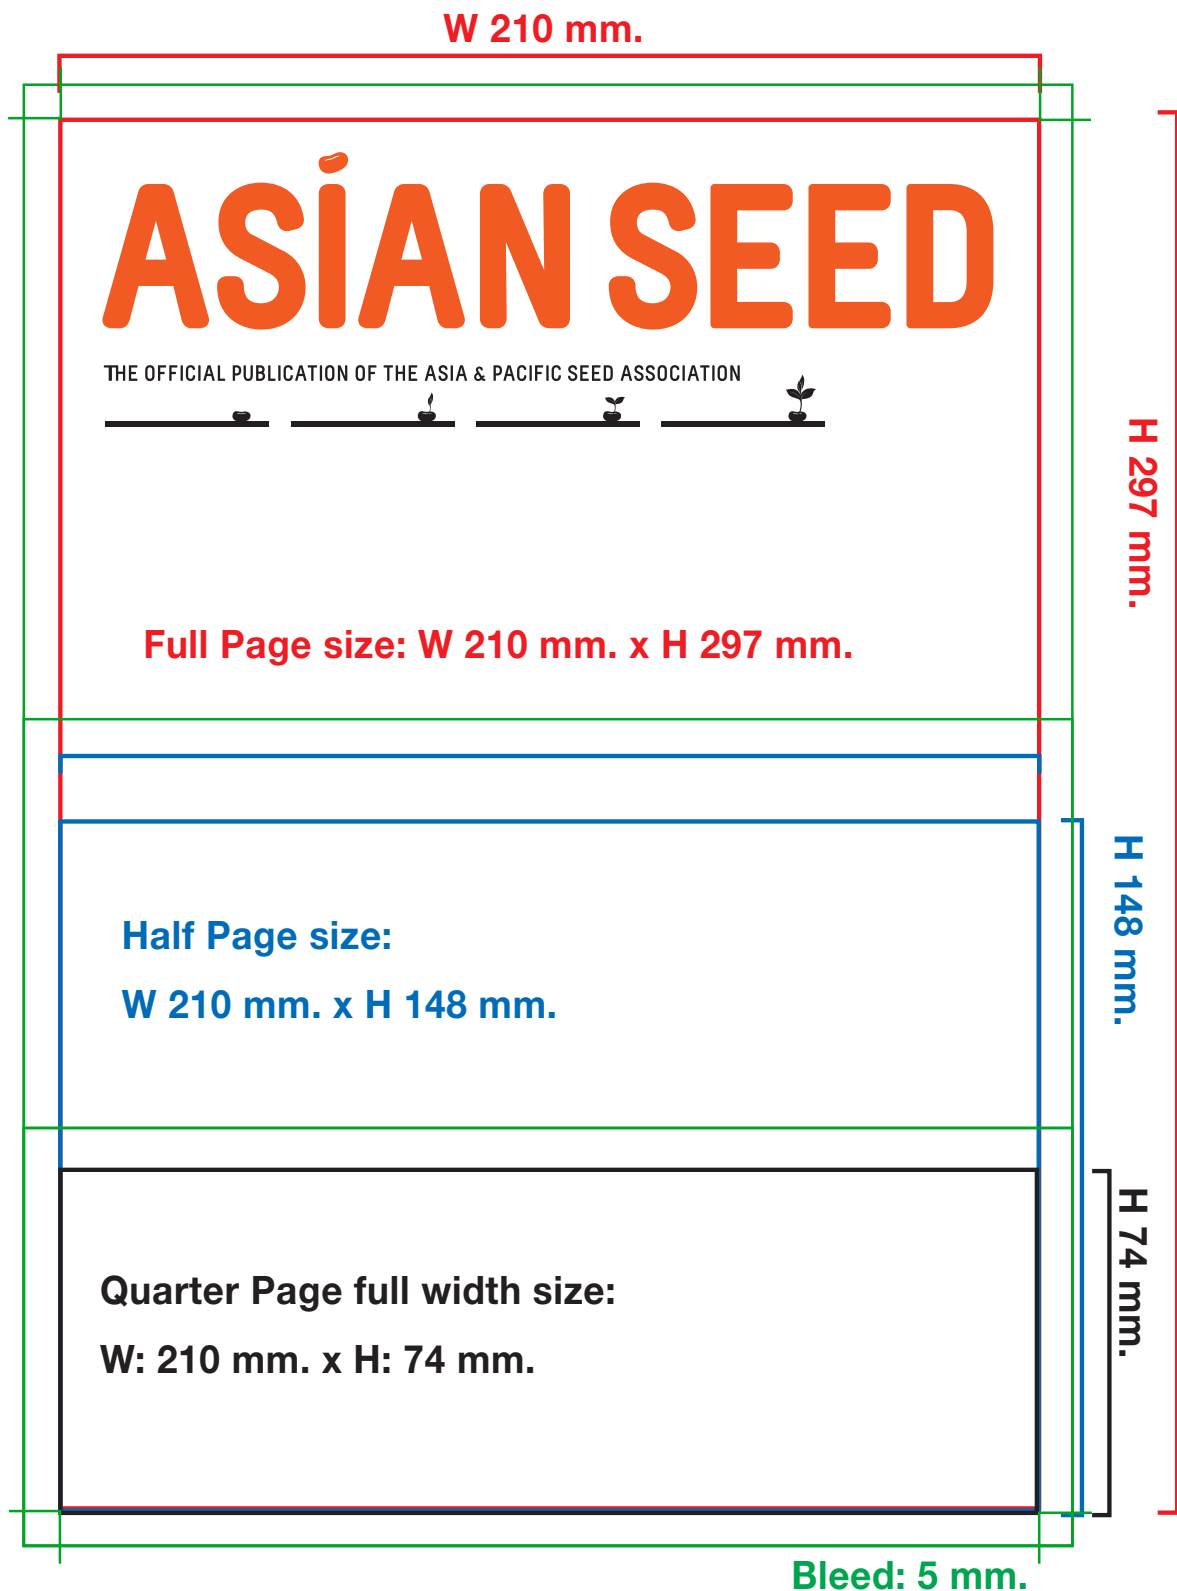 W 210 mm.
ASIAN SEED
THE OFFICIAL PUBLICATION OF THE ASIA & PACIFIC SEED ASSOCIATION
H 297 mm.
Full Page size: W 210 mm. x H 297 mm.
H 148 mm.
Half Page size:
W 210 mm. x H 148 mm.
H 74 mm.
Quarter Page full width size:
W: 210 mm. x H: 74 mm.
Bleed: 5 mm.